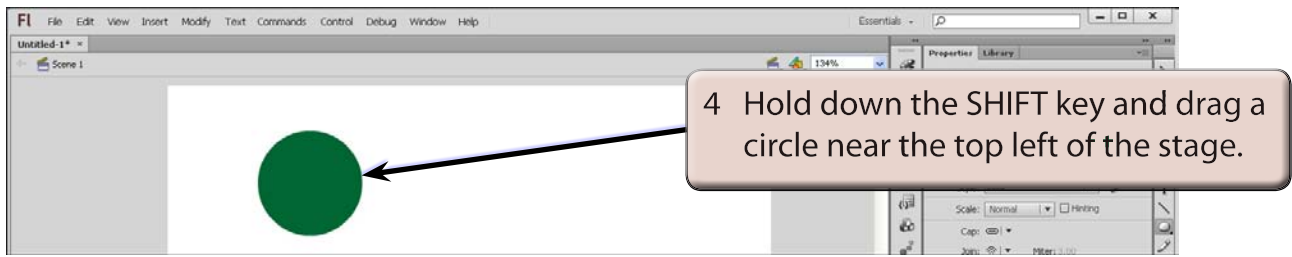 Fl File Edit View Insert Modify Text Commands Control Debug Window Help Essentials
Untitled-1* × Properties Library
Scene 1 134%
4 Hold down the SHIFT key and drag a
circle near the top left of the stage.
Scale: Normal Hinting
Cap:
Join: Miter: 3.00